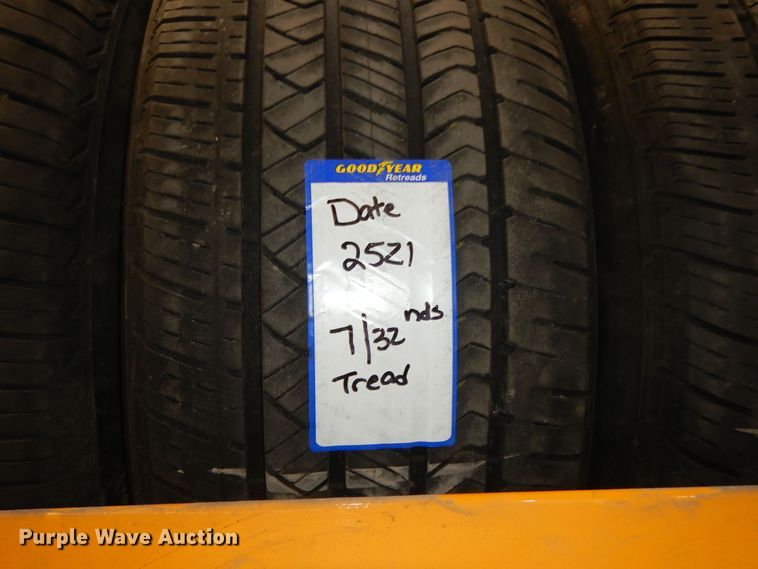 GOODYEAR
Retreads
Date
2521
7/32 nds
Tread
Purple Wave Auction